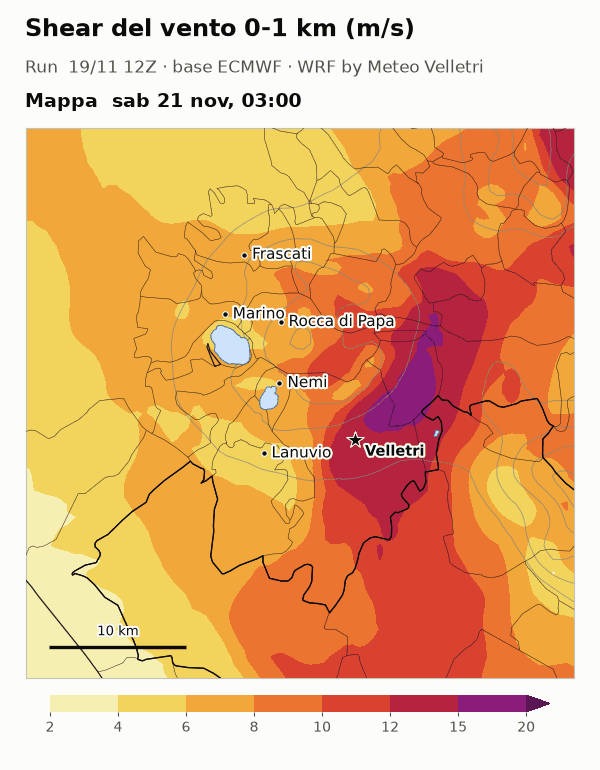 Shear del vento 0-1 km (m/s)
Run  19/11 12Z · base ECMWF · WRF by Meteo Velletri
Mappa  sab 21 nov, 03:00
Frascati
Marino
Rocca di Papa
Nemi
Velletri
Lanuvio
10 km
2 4 6 8 10 12 15 20